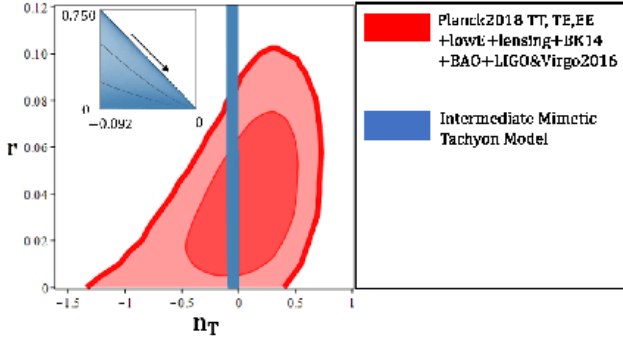 0.12
0.10
0.08
0.06
0.04
0.02
0
r
0.750
0
−0.092
0
−1.5
−1
−0.5
0
0.5
1
n_T
Planck2018 TT, TE,EE
+lowE+lensing+BK14
+BAO+LIGO&Virgo2016
Intermediate Mimetic
Tachyon Model